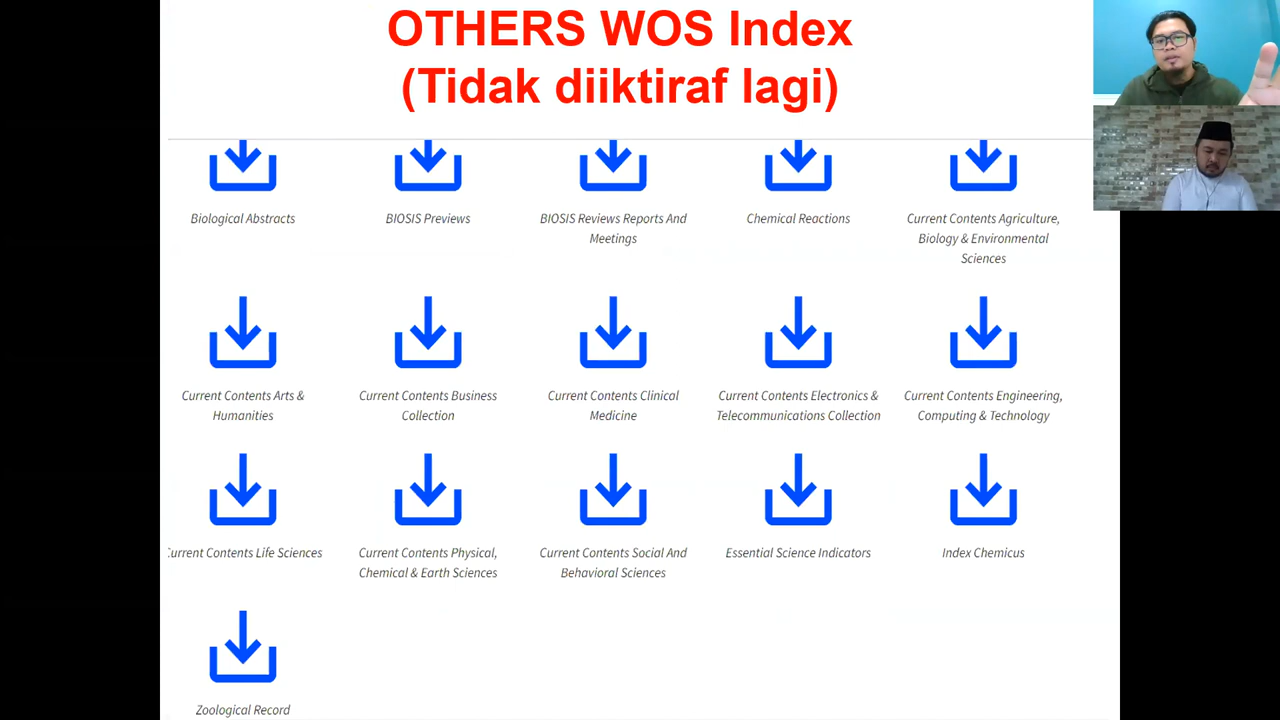 OTHERS WOS Index
(Tidak diiktiraf lagi)
Biological Abstracts
BIOSIS Previews
BIOSIS Reviews Reports And
Meetings
Chemical Reactions
Current Contents Agriculture,
Biology & Environmental
Sciences
Current Contents Arts &
Humanities
Current Contents Business
Collection
Current Contents Clinical
Medicine
Current Contents Electronics &
Telecommunications Collection
Current Contents Engineering,
Computing & Technology
Current Contents Life Sciences
Current Contents Physical,
Chemical & Earth Sciences
Current Contents Social And
Behavioral Sciences
Essential Science Indicators
Index Chemicus
Zoological Record